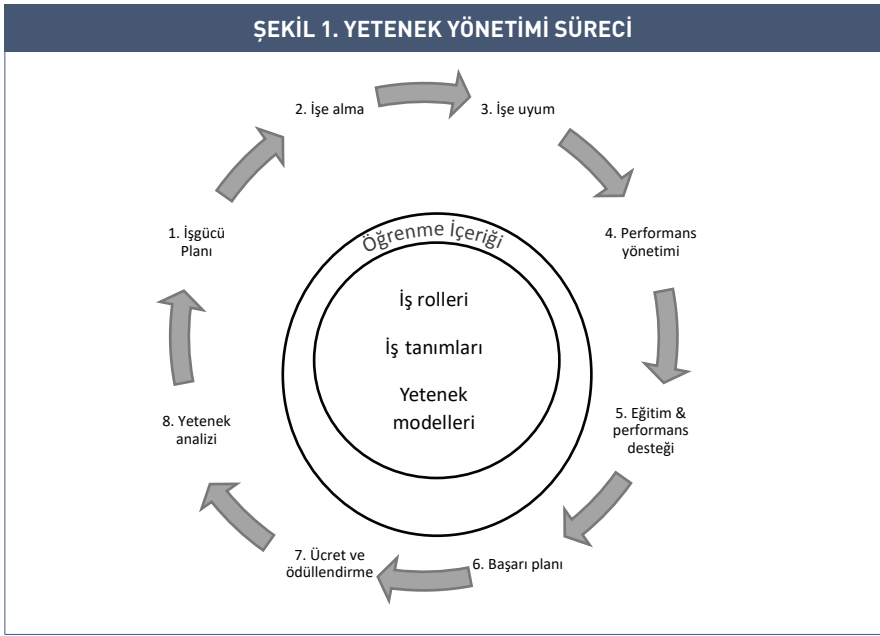 ŞEKİL 1. YETENEK YÖNETİMİ SÜRECİ
2. İşe alma
3. İşe uyum
1. İşgücü
Planı
4. Performans
yönetimi
Öğrenme İçeriği
İş rolleri
İş tanımları
Yetenek
modelleri
8. Yetenek
analizi
5. Eğitim &
performans
desteği
7. Ücret ve
ödüllendirme
6. Başarı planı